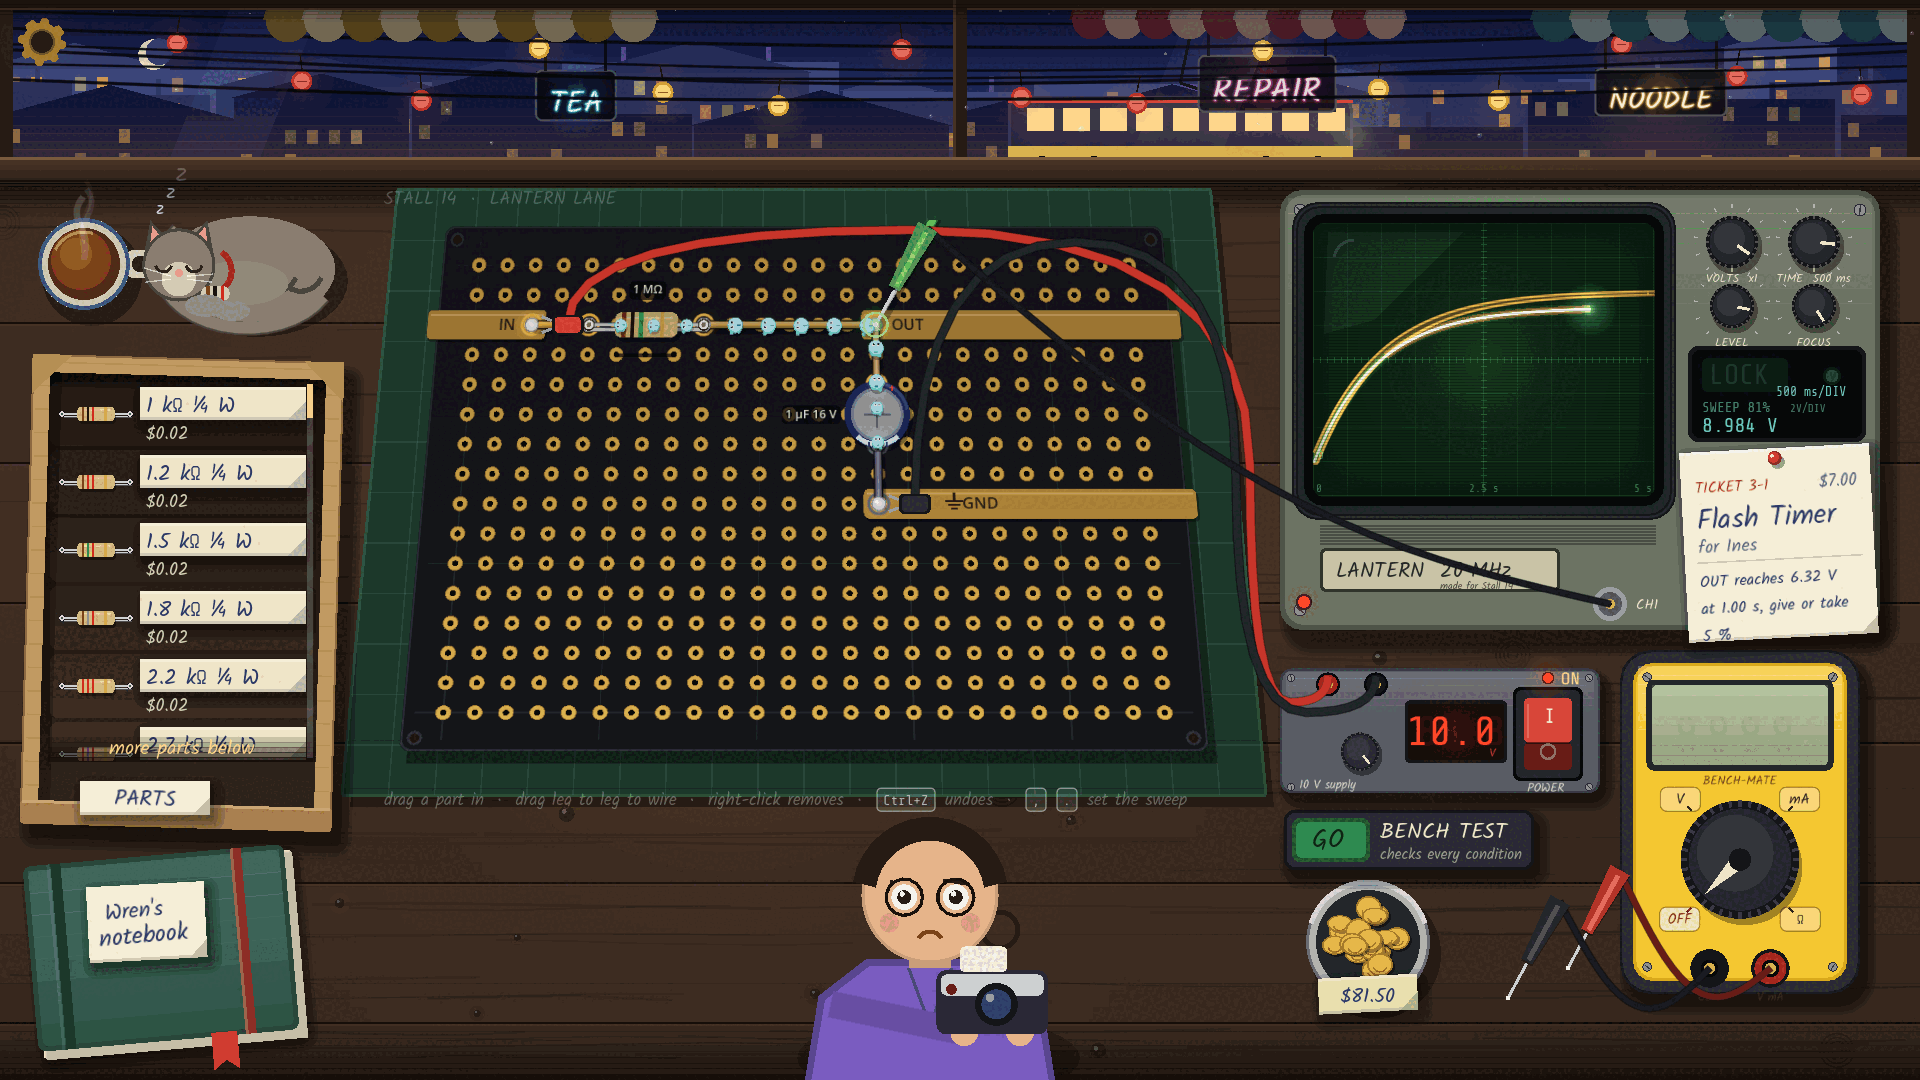 TEA
REPAIR
NOODLE
STALL 14 · LANTERN LANE
1 MΩ
IN
OUT
1 µF 16 V
GND
1 kΩ ¼ W
$0.02
1.2 kΩ ¼ W
$0.02
1.5 kΩ ¼ W
$0.02
1.8 kΩ ¼ W
$0.02
2.2 kΩ ¼ W
$0.02
more parts below
PARTS
Wren's
notebook
drag a part in · drag leg to leg to wire · right-click removes · Ctrl+Z undoes · , . set the sweep
0 2.5 s 5 s
VOLTS x1 TIME 500 ms
LEVEL FOCUS
LOCK
500 ms/DIV
SWEEP 81% 2V/DIV
8.984 V
LANTERN 20 MHz
made for Stall 14
CH1
TICKET 3-1 $7.00
Flash Timer
for Ines
OUT reaches 6.32 V
at 1.00 s, give or take
5 %
ON
10.0
V
I
10 V supply
POWER
GO
BENCH TEST
checks every condition
$81.50
BENCH-MATE
V mA
OFF Ω